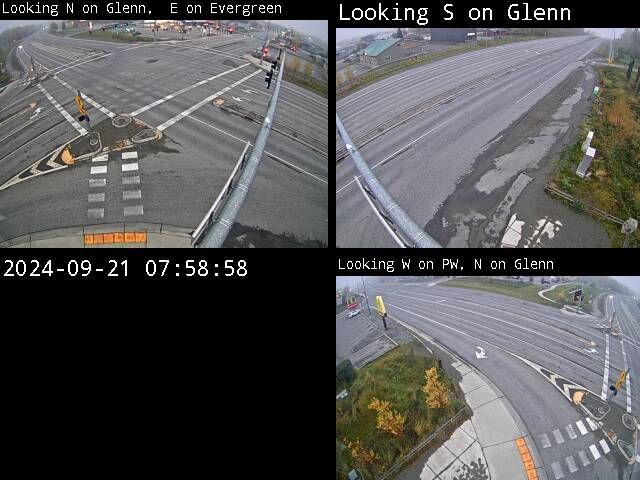 Looking N on Glenn,  E on Evergreen
Looking S on Glenn
2024-09-21 07:58:58
Looking W on PW, N on Glenn